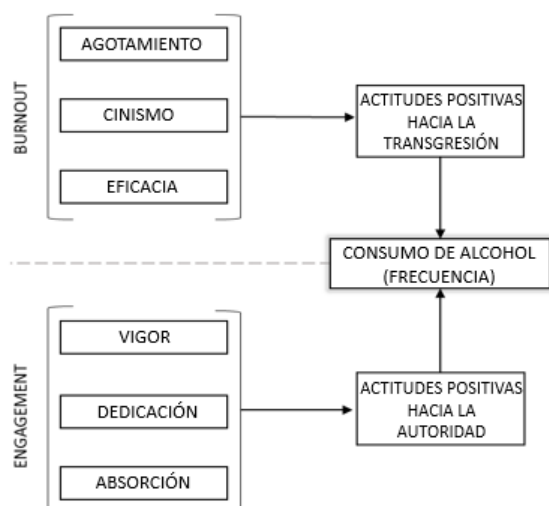 BURNOUT
AGOTAMIENTO
CINISMO
EFICACIA
ACTITUDES POSITIVAS
HACIA LA
TRANSGRESIÓN
CONSUMO DE ALCOHOL
(FRECUENCIA)
ENGAGEMENT
VIGOR
DEDICACIÓN
ABSORCIÓN
ACTITUDES POSITIVAS
HACIA LA
AUTORIDAD